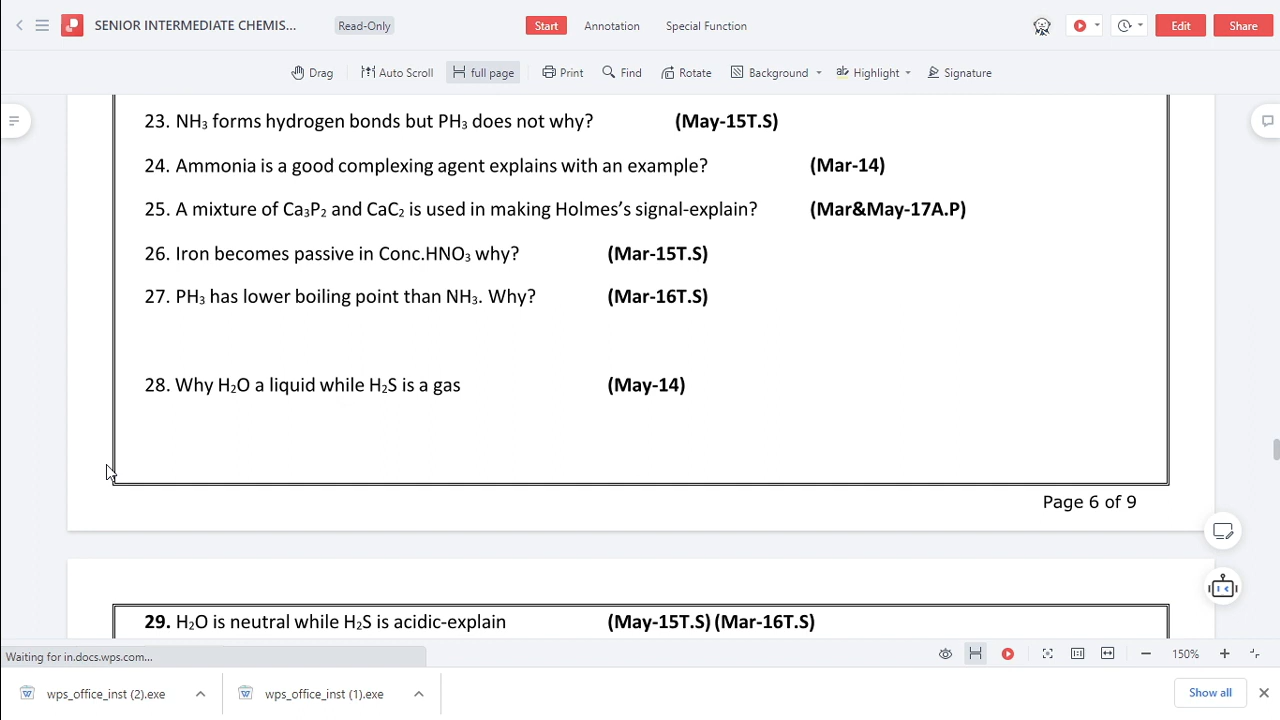 SENIOR INTERMEDIATE CHEMIS... Read-Only Start Annotation Special Function Edit Share
Drag Auto Scroll full page Print Find Rotate Background Highlight Signature
23. NH₃ forms hydrogen bonds but PH₃ does not why? (May-15T.S)
24. Ammonia is a good complexing agent explains with an example? (Mar-14)
25. A mixture of Ca₃P₂ and CaC₂ is used in making Holmes's signal-explain? (Mar&May-17A.P)
26. Iron becomes passive in Conc.HNO₃ why? (Mar-15T.S)
27. PH₃ has lower boiling point than NH₃. Why? (Mar-16T.S)
28. Why H₂O a liquid while H₂S is a gas (May-14)
Page 6 of 9
29. H₂O is neutral while H₂S is acidic-explain (May-15T.S) (Mar-16T.S)
Waiting for in.docs.wps.com... 150%
wps_office_inst (2).exe wps_office_inst (1).exe Show all